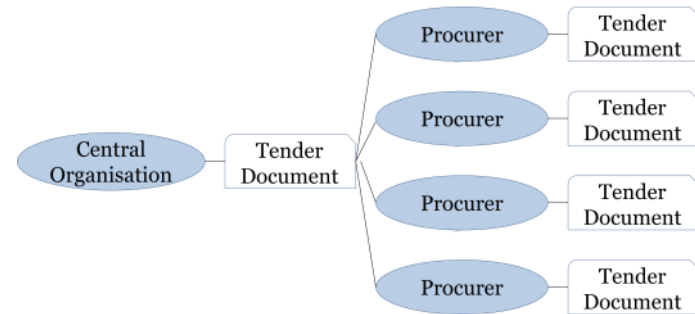 Central
Organisation
Tender
Document
Procurer
Tender
Document
Procurer
Tender
Document
Procurer
Tender
Document
Procurer
Tender
Document